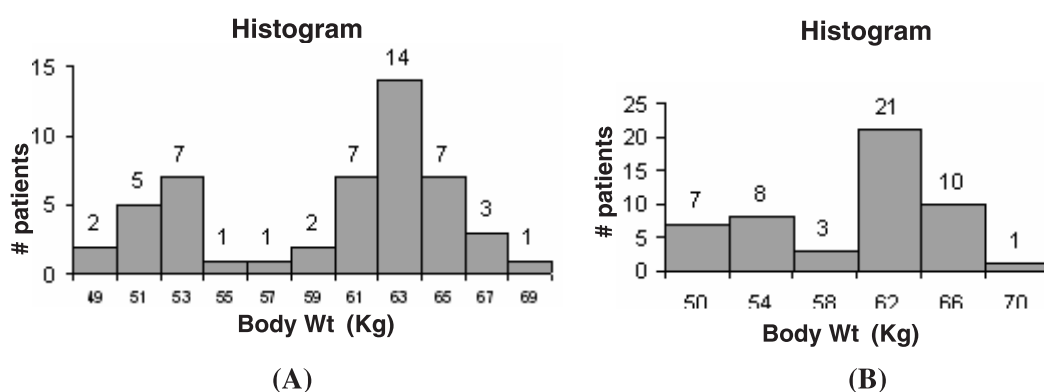 Histogram
15
10
5
0
# patients
2 5 7 1 1 2 7 14 7 3 1
49 51 53 55 57 59 61 63 65 67 69
Body Wt (Kg)
(A)
Histogram
25
20
15
10
5
0
# patients
7 8 3 21 10 1
50 54 58 62 66 70
Body Wt (Kg)
(B)